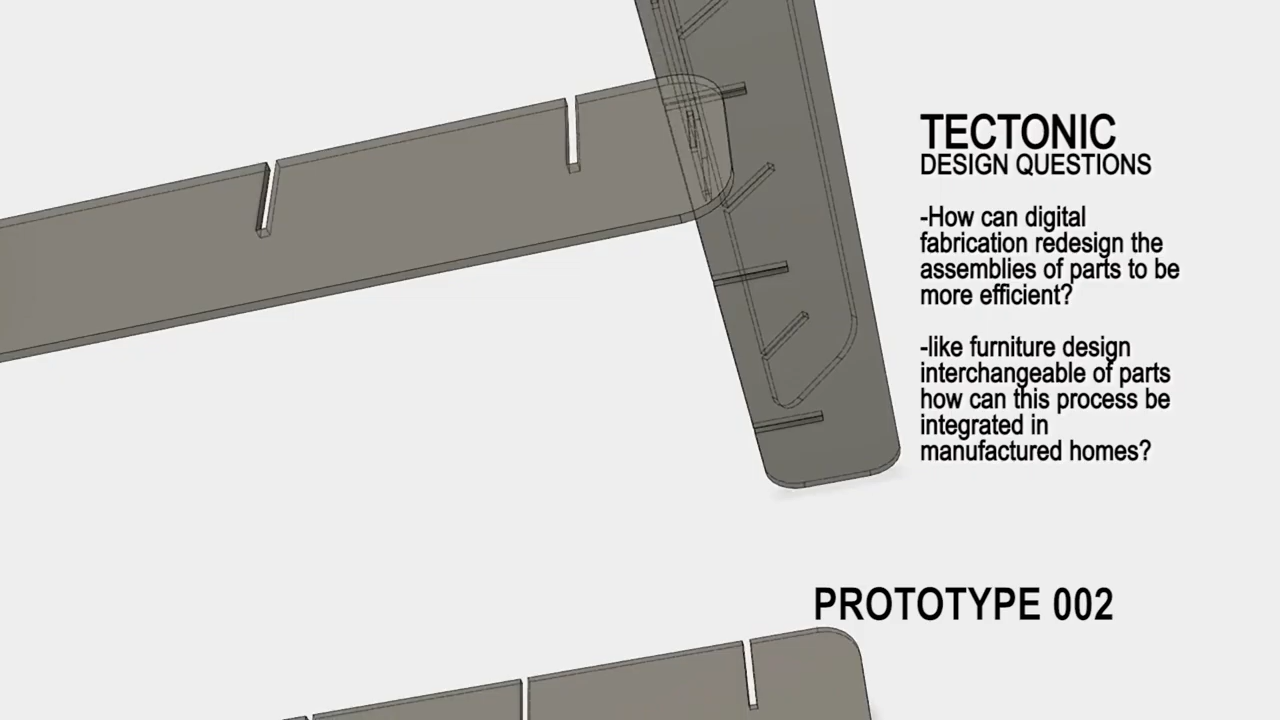 TECTONIC
DESIGN QUESTIONS
-How can digital
fabrication redesign the
assemblies of parts to be
more efficient?
-like furniture design
interchangeable of parts
how can this process be
integrated in
manufactured homes?
PROTOTYPE 002